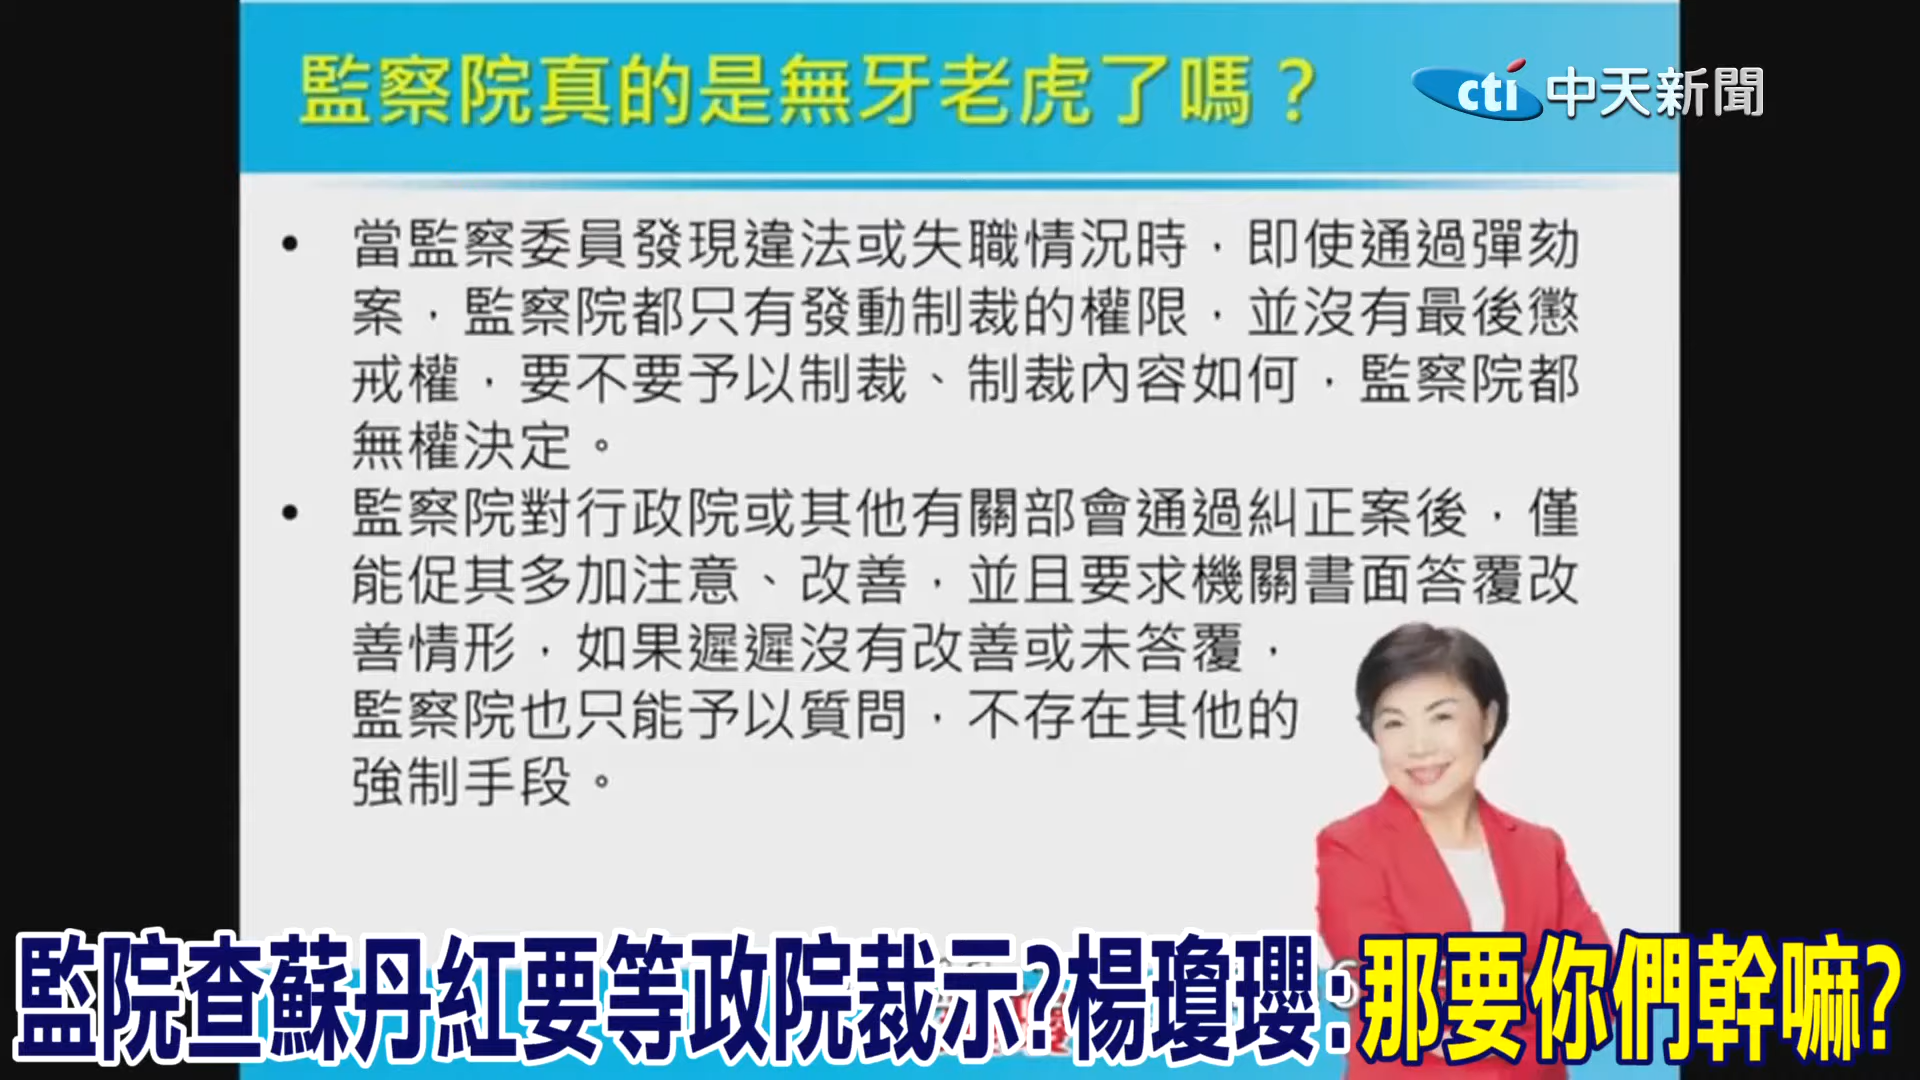 監察院真的是無牙老虎了嗎？
cti 中天新聞
• 當監察委員發現違法或失職情況時，即使通過彈劾
案，監察院都只有發動制裁的權限，並沒有最後懲
戒權，要不要予以制裁、制裁內容如何，監察院都
無權決定。
• 監察院對行政院或其他有關部會通過糾正案後，僅
能促其多加注意、改善，並且要求機關書面答覆改
善情形，如果遲遲沒有改善或未答覆，
監察院也只能予以質問，不存在其他的
強制手段。
監院查蘇丹紅要等政院裁示?楊瓊瓔:那要你們幹嘛?